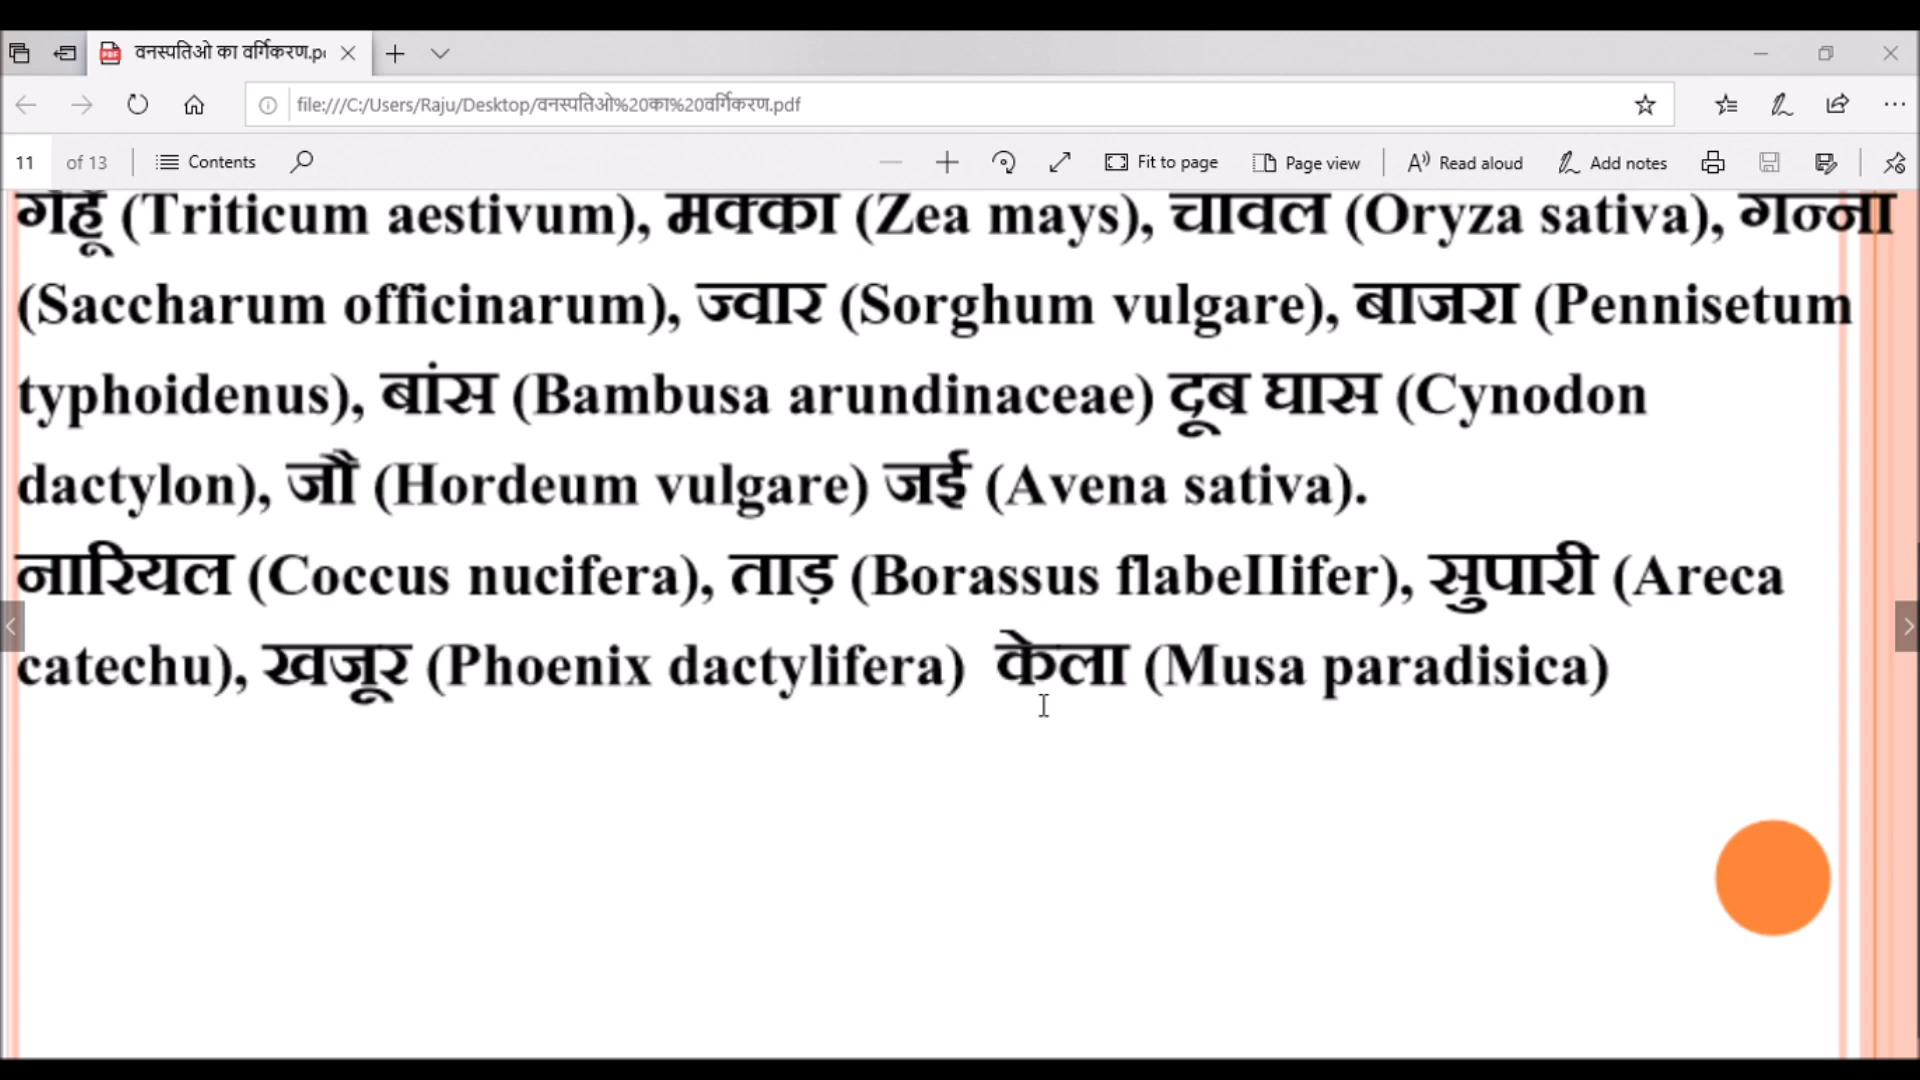 वनस्पतिओ का वर्गिकरण.p
file:///C:/Users/Raju/Desktop/वनस्पतिओ%20का%20वर्गिकरण.pdf
11 of 13 Contents Fit to page Page view Read aloud Add notes
गेहूँ (Triticum aestivum), मक्का (Zea mays), चावल (Oryza sativa), गन्ना
(Saccharum officinarum), ज्वार (Sorghum vulgare), बाजरा (Pennisetum
typhoidenus), बांस (Bambusa arundinaceae) दूब घास (Cynodon
dactylon), जौ (Hordeum vulgare) जई (Avena sativa).
नारियल (Coccus nucifera), ताड़ (Borassus flabeIIifer), सुपारी (Areca
catechu), खजूर (Phoenix dactylifera) केला (Musa paradisica)